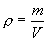 ρ = m/V